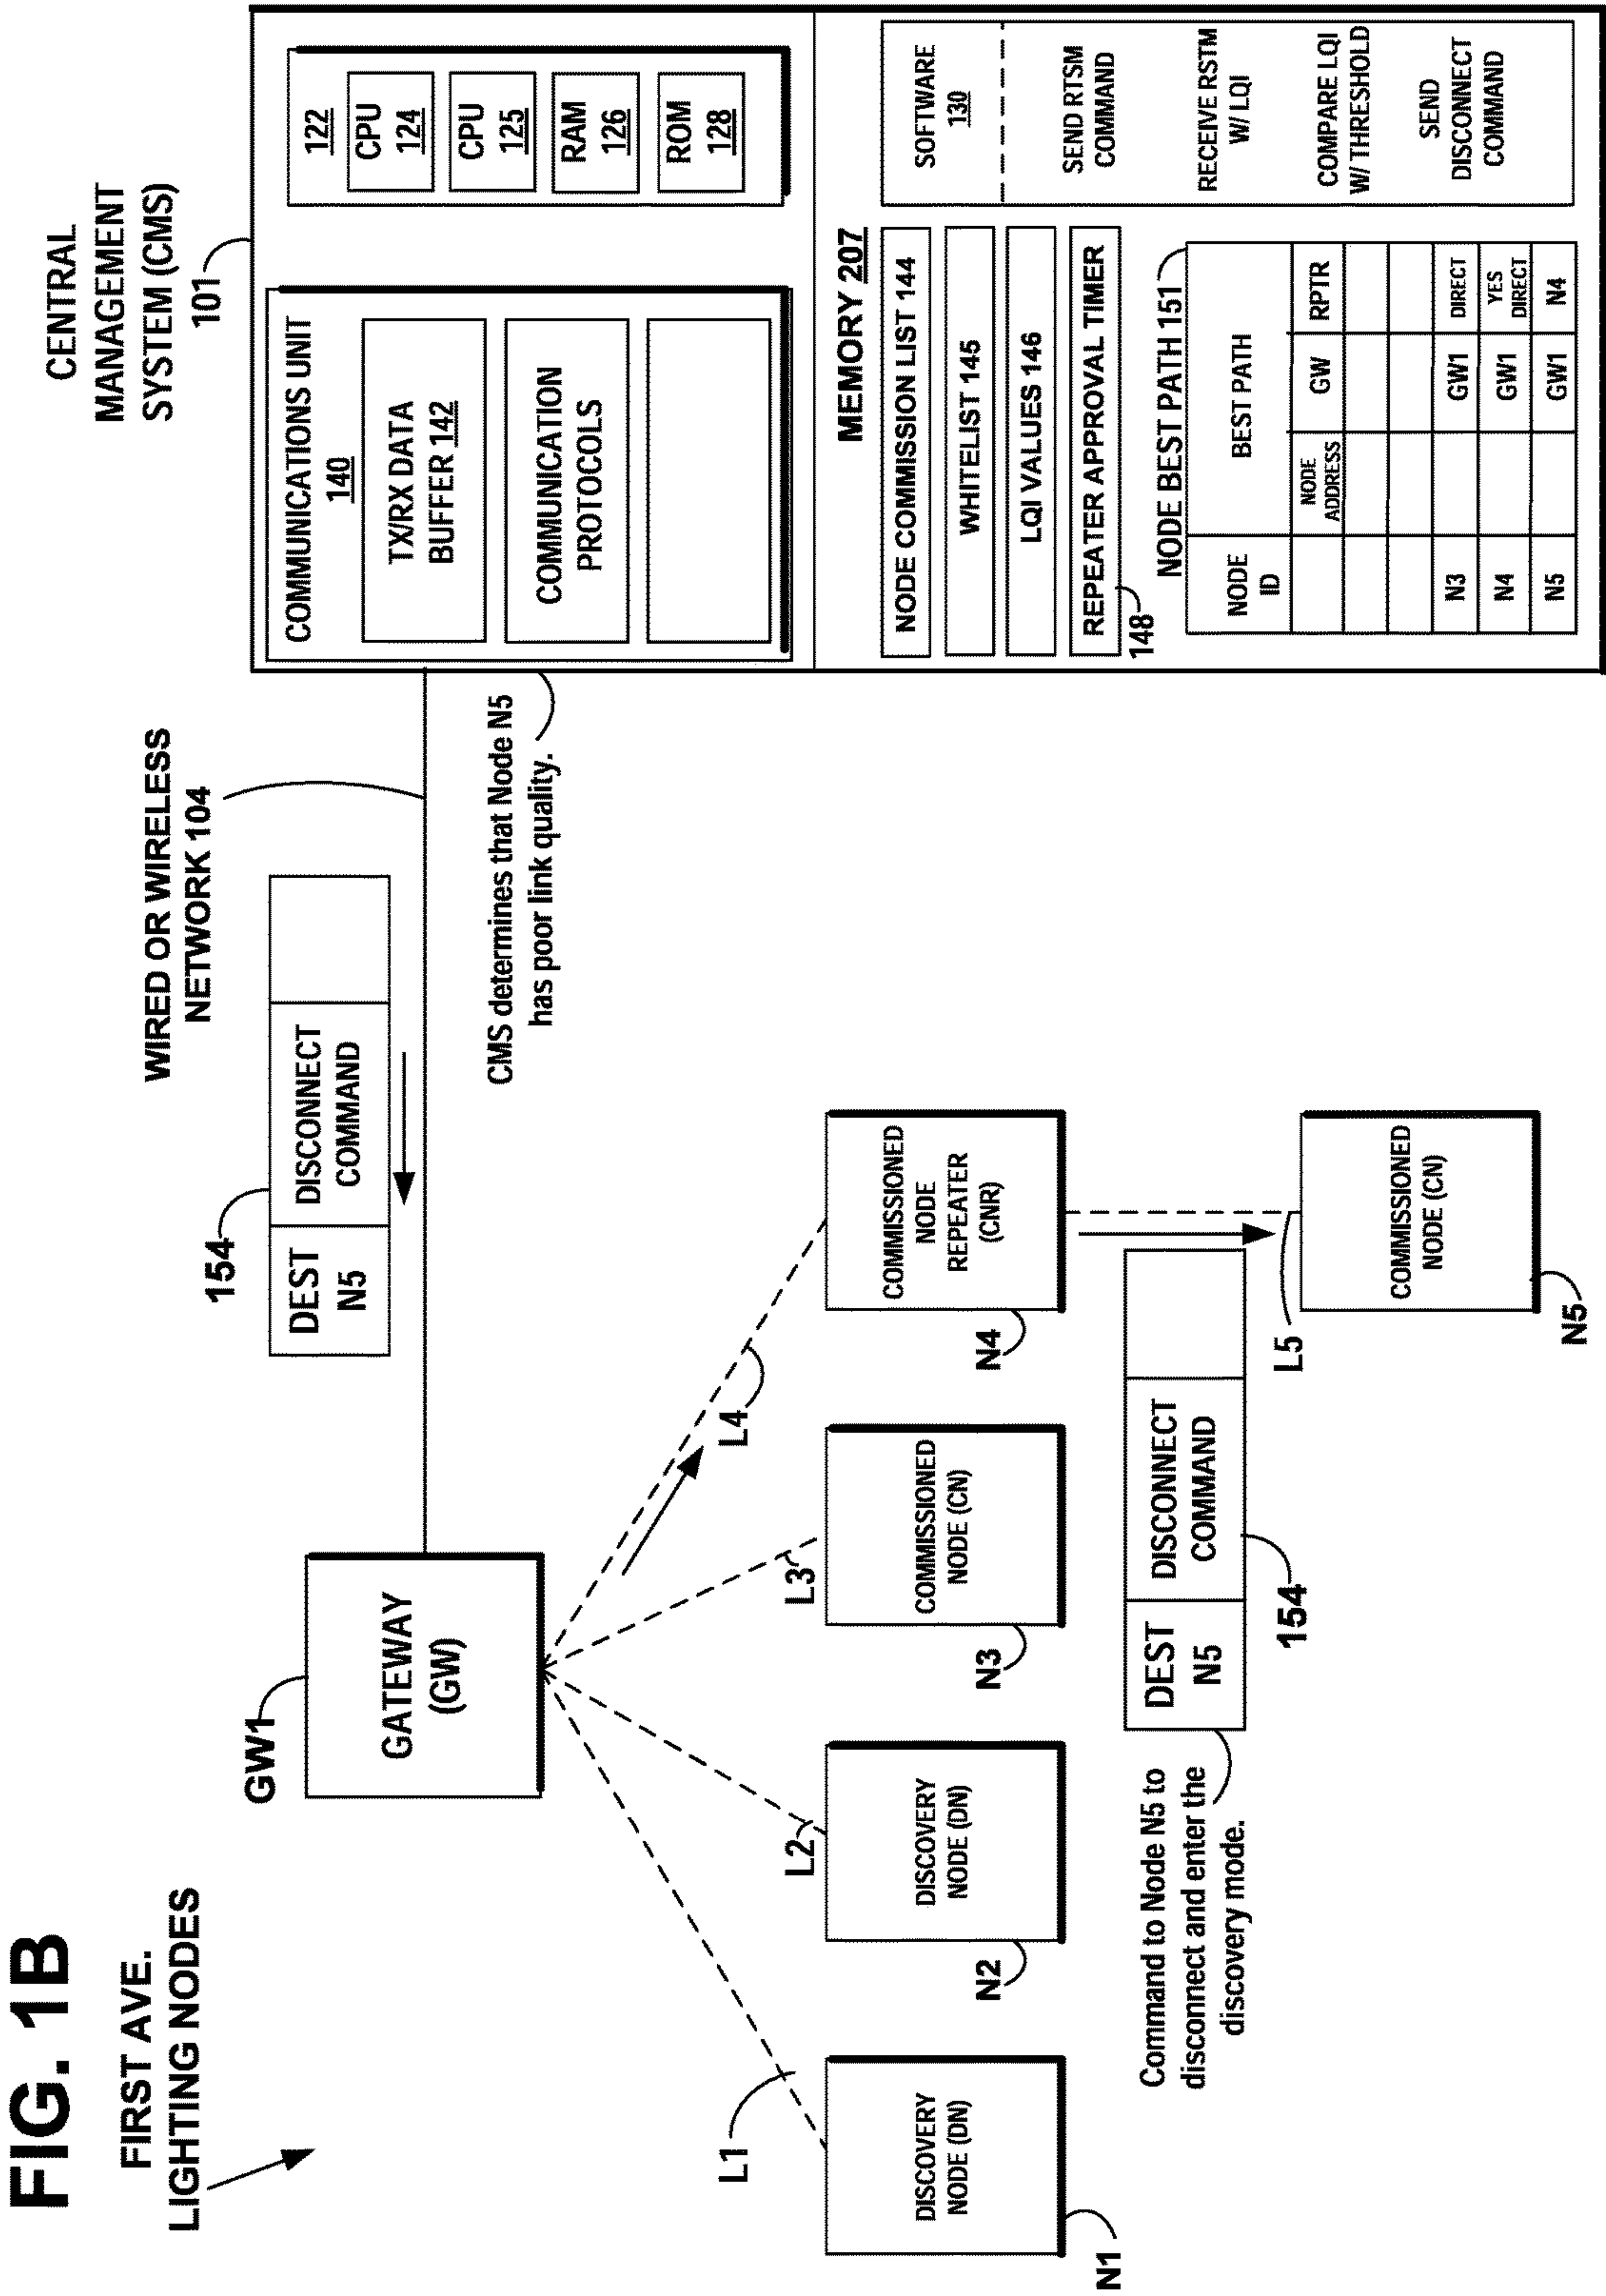 FIG. 1B
FIRST AVE.
LIGHTING NODES
WIRED OR WIRELESS
NETWORK 104
CENTRAL
MANAGEMENT
SYSTEM (CMS)
101
154
DEST
N5
DISCONNECT
COMMAND
GW1
GATEWAY
(GW)
CMS determines that Node N5
has poor link quality.
COMMUNICATIONS UNIT
140
TX/RX DATA
BUFFER 142
COMMUNICATION
PROTOCOLS
122
CPU
124
CPU
125
RAM
126
ROM
128
L1
L2
L3
L4
DISCOVERY
NODE (DN)
N1
DISCOVERY
NODE (DN)
N2
COMMISSIONED
NODE (CN)
N3
COMMISSIONED
NODE
REPEATER
(CNR)
N4
MEMORY 207
NODE COMMISSION LIST 144
WHITELIST 145
LQI VALUES 146
REPEATER APPROVAL TIMER
148
SOFTWARE
130
SEND RTSM
COMMAND
RECEIVE RSTM
W/ LQI
COMPARE LQI
W/ THRESHOLD
SEND
DISCONNECT
COMMAND
NODE BEST PATH 151
NODE
ID
BEST PATH
NODE
ADDRESS
GW
RPTR
N3
GW1
DIRECT
N4
GW1
YES
DIRECT
N5
GW1
N4
Command to Node N5 to
disconnect and enter the
discovery mode.
DEST
N5
DISCONNECT
COMMAND
154
L5
COMMISSIONED
NODE (CN)
N5